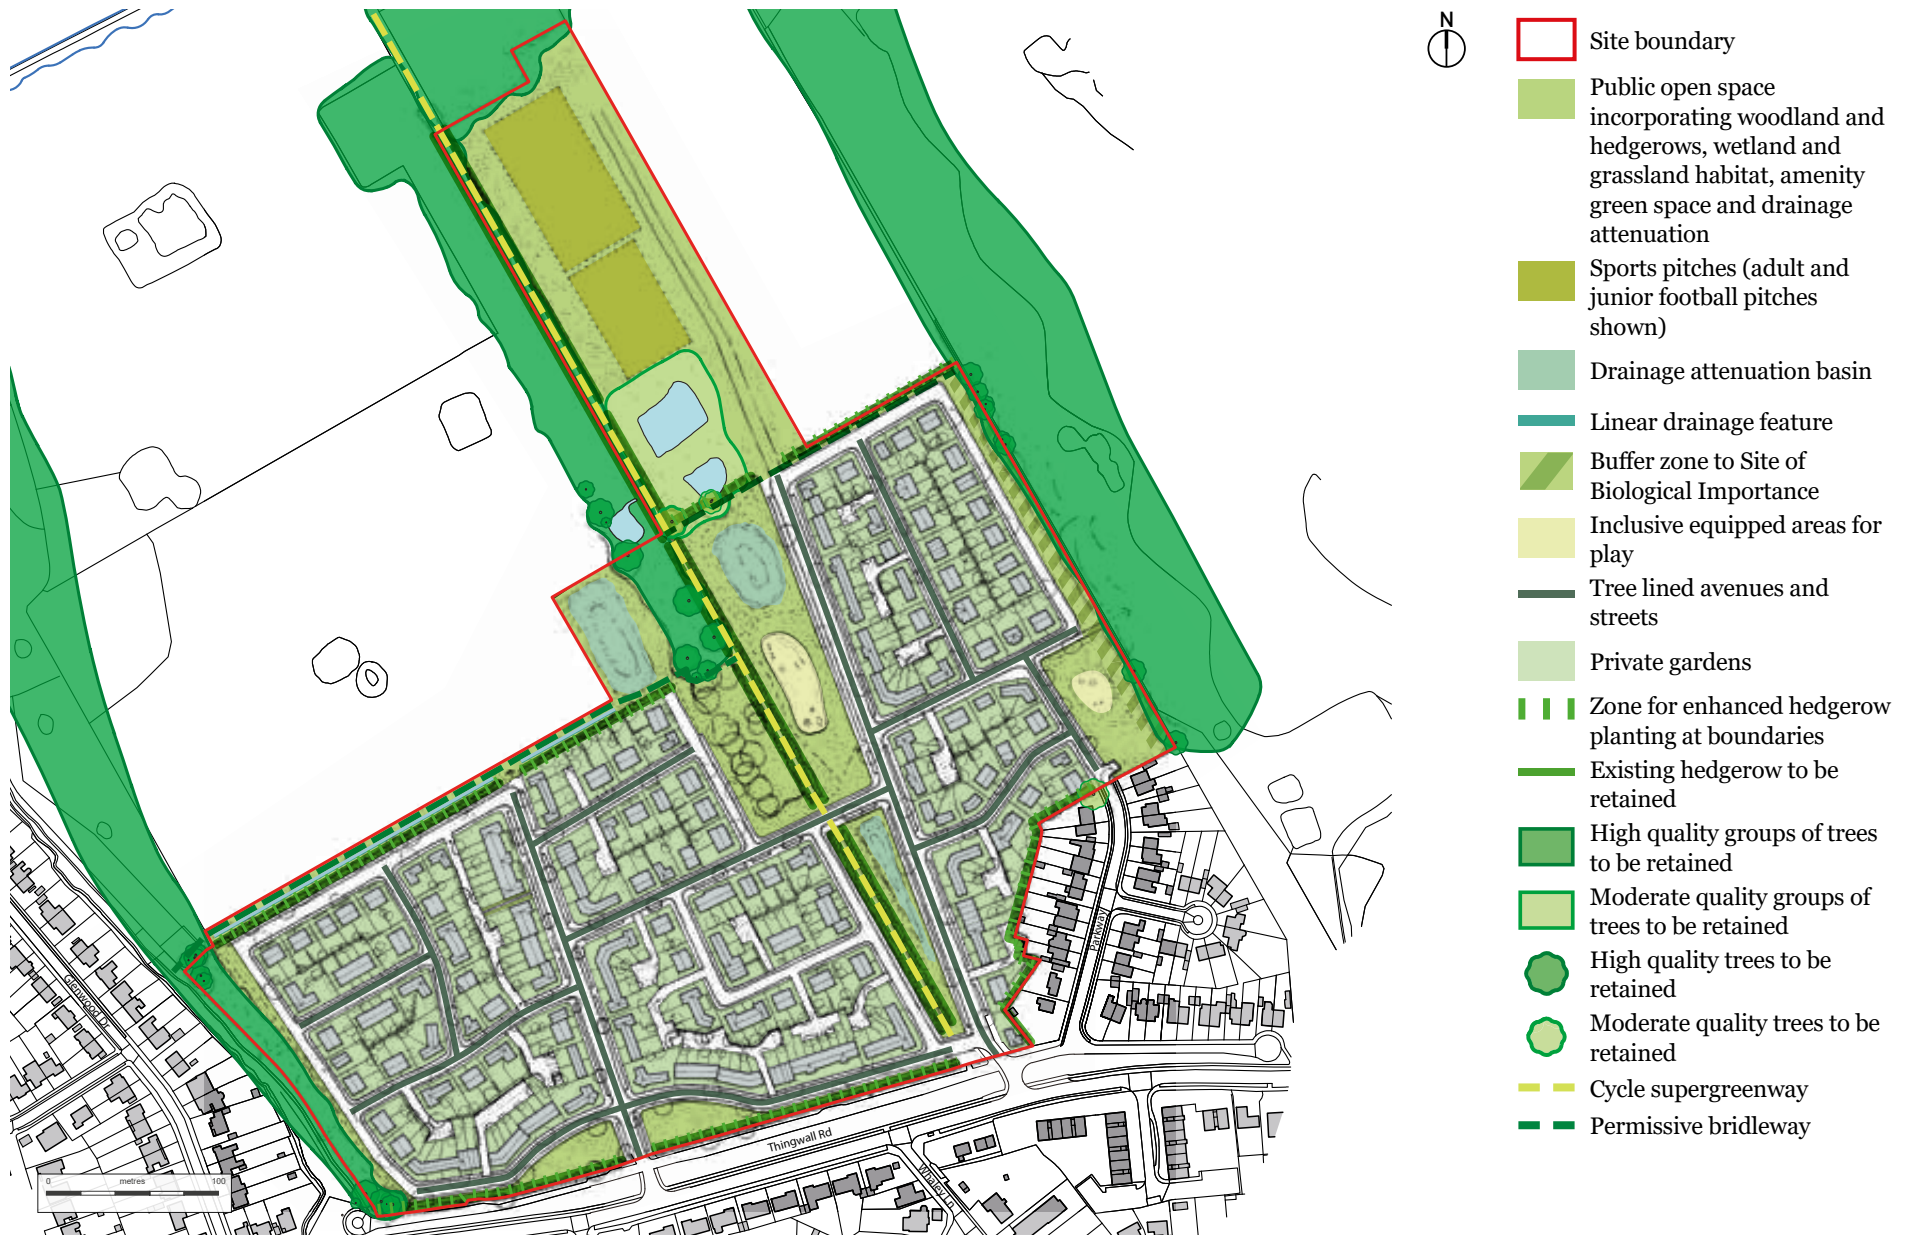 N
Site boundary
Public open space
incorporating woodland and
hedgerows, wetland and
grassland habitat, amenity
green space and drainage
attenuation
Sports pitches (adult and
junior football pitches
shown)
Drainage attenuation basin
Linear drainage feature
Buffer zone to Site of
Biological Importance
Inclusive equipped areas for
play
Tree lined avenues and
streets
Private gardens
Zone for enhanced hedgerow
planting at boundaries
Existing hedgerow to be
retained
High quality groups of trees
to be retained
Moderate quality groups of
trees to be retained
High quality trees to be
retained
Moderate quality trees to be
retained
Cycle supergreenway
Permissive bridleway
Parkway
Glenwood Dr
Thingwall Rd
Whaley Ln
0 metres 100